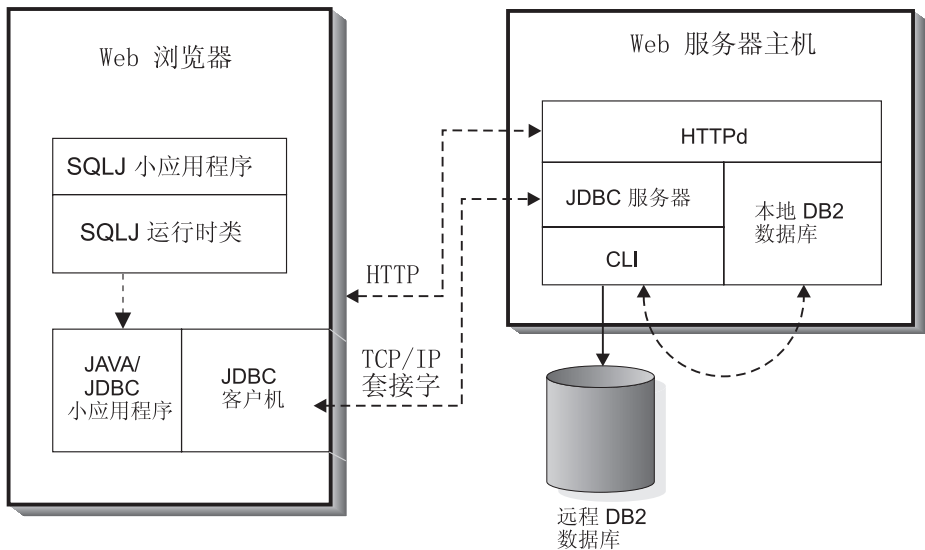 Web 浏览器
SQLJ 小应用程序
SQLJ 运行时类
JAVA/
JDBC
小应用程序
JDBC
客户机
HTTP
TCP/IP
套接字
Web 服务器主机
HTTPd
JDBC 服务器
CLI
本地 DB2
数据库
远程 DB2
数据库